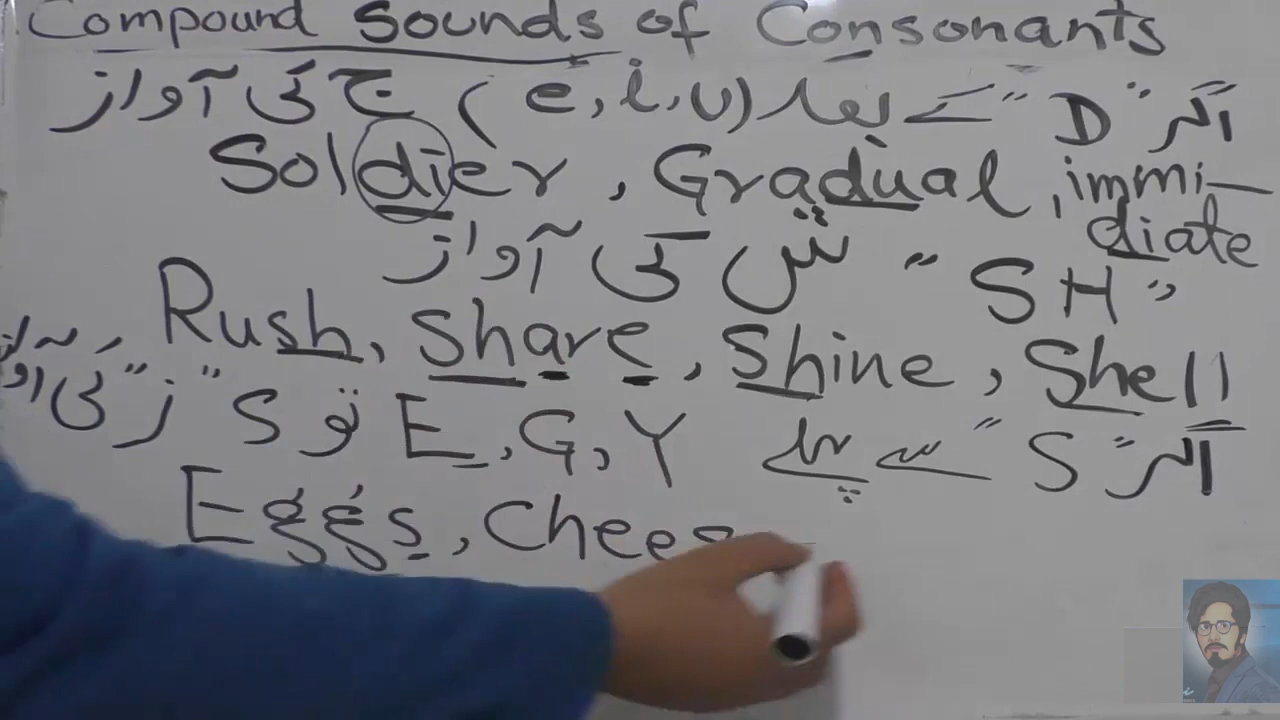 Compound Sounds of Consonants
اگر "D" کے بعد (e, i, u) ج کی آواز
Soldier, Gradual, immi-
diate
"SH" ش کی آواز
Rush, Share, Shine, Shell
اگر "S" سے پہلے E, G, Y تو S "ز" کی آواز
Eggs, Chees